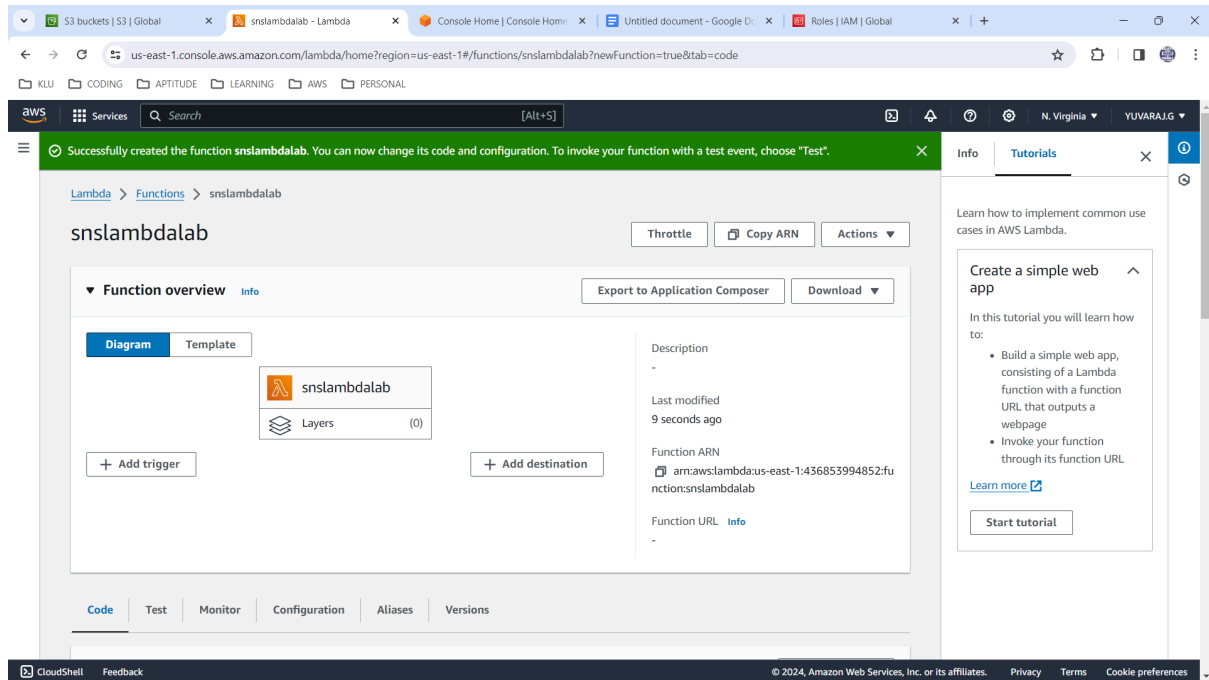 S3 buckets | S3 | Global
snslambdalab - Lambda
Console Home | Console Home
Untitled document - Google Do
Roles | IAM | Global
us-east-1.console.aws.amazon.com/lambda/home?region=us-east-1#/functions/snslambdalab?newFunction=true&tab=code
KLU CODING APTITUDE LEARNING AWS PERSONAL
aws Services Search [Alt+S] N. Virginia ▼ YUVARAJ.G ▼
Successfully created the function snslambdalab. You can now change its code and configuration. To invoke your function with a test event, choose "Test".
Lambda > Functions > snslambdalab
snslambdalab
Throttle Copy ARN Actions ▼
▼ Function overview Info
Export to Application Composer Download ▼
Diagram Template
snslambdalab
Layers (0)
+ Add trigger
+ Add destination
Description
-
Last modified
9 seconds ago
Function ARN
arn:aws:lambda:us-east-1:436853994852:fu
nction:snslambdalab
Function URL Info
-
Code Test Monitor Configuration Aliases Versions
Info Tutorials
Learn how to implement common use
cases in AWS Lambda.
Create a simple web
app
In this tutorial you will learn how
to:
• Build a simple web app,
consisting of a Lambda
function with a function
URL that outputs a
webpage
• Invoke your function
through its function URL
Learn more
Start tutorial
CloudShell Feedback © 2024, Amazon Web Services, Inc. or its affiliates. Privacy Terms Cookie preferences